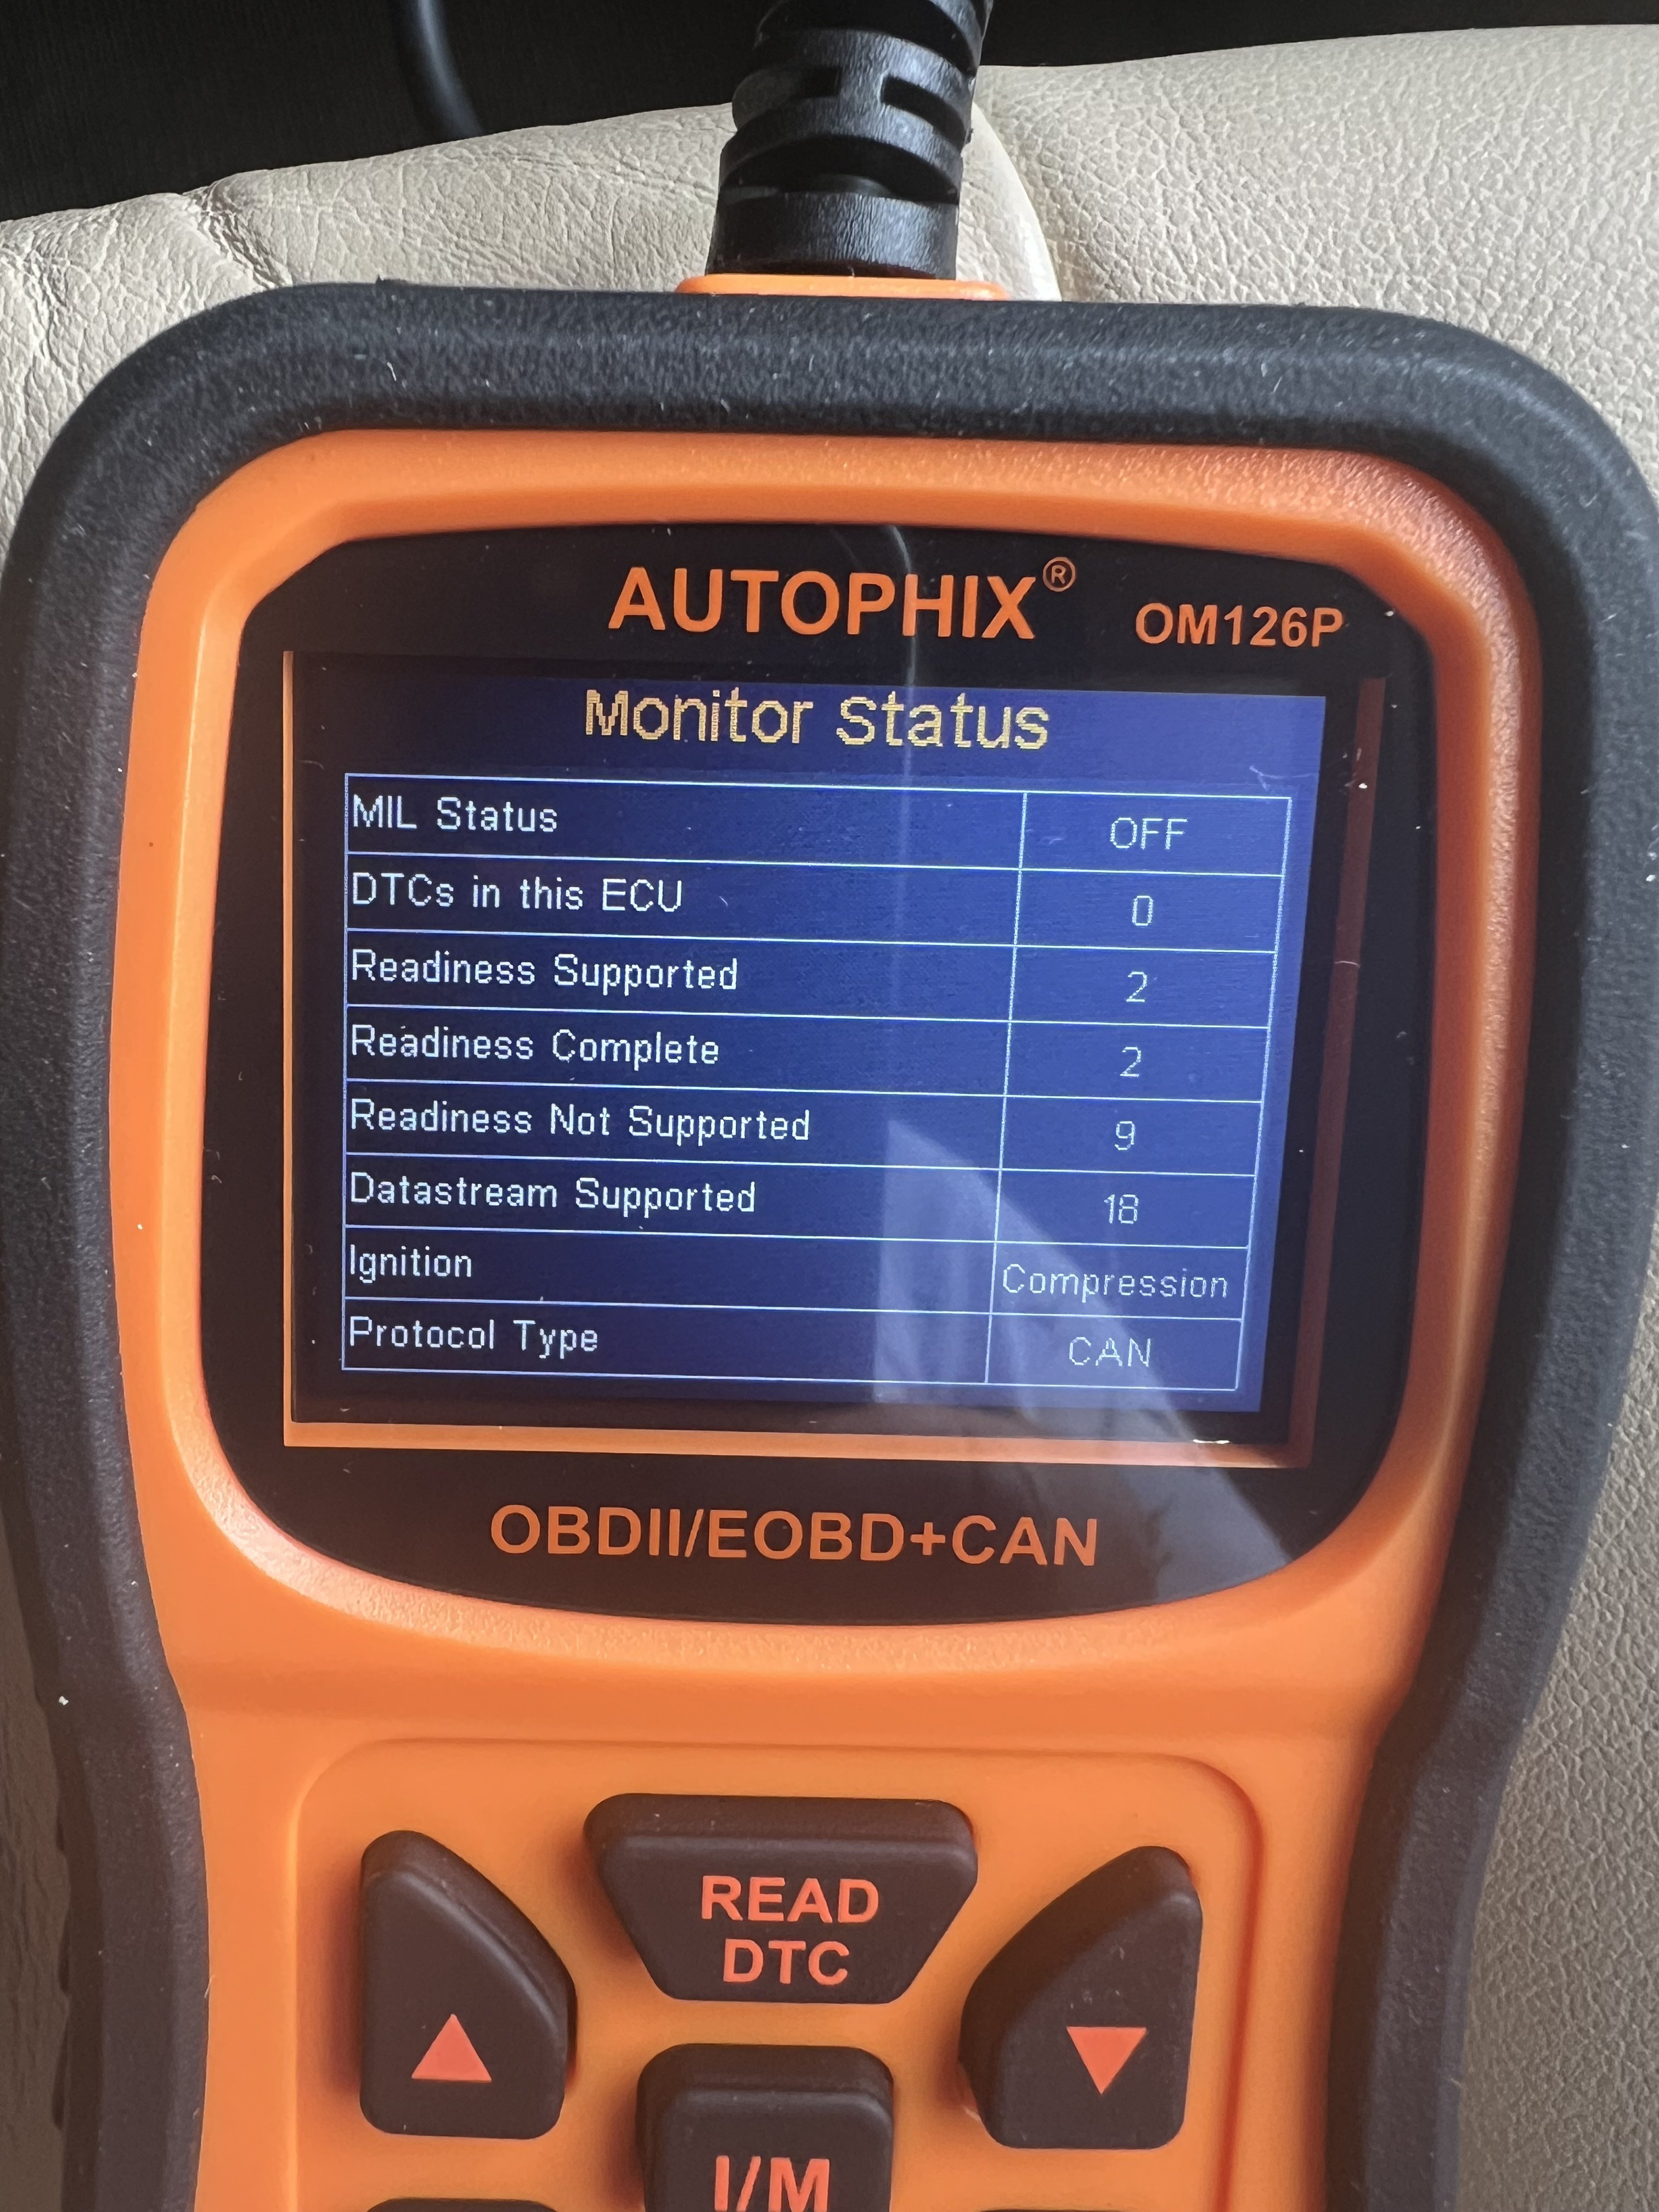 AUTOPHIX® OM126P
Monitor Status
MIL Status OFF
DTCs in this ECU 0
Readiness Supported 2
Readiness Complete 2
Readiness Not Supported 9
Datastream Supported 18
Ignition Compression
Protocol Type CAN
OBDII/EOBD+CAN
READ
DTC
I/M